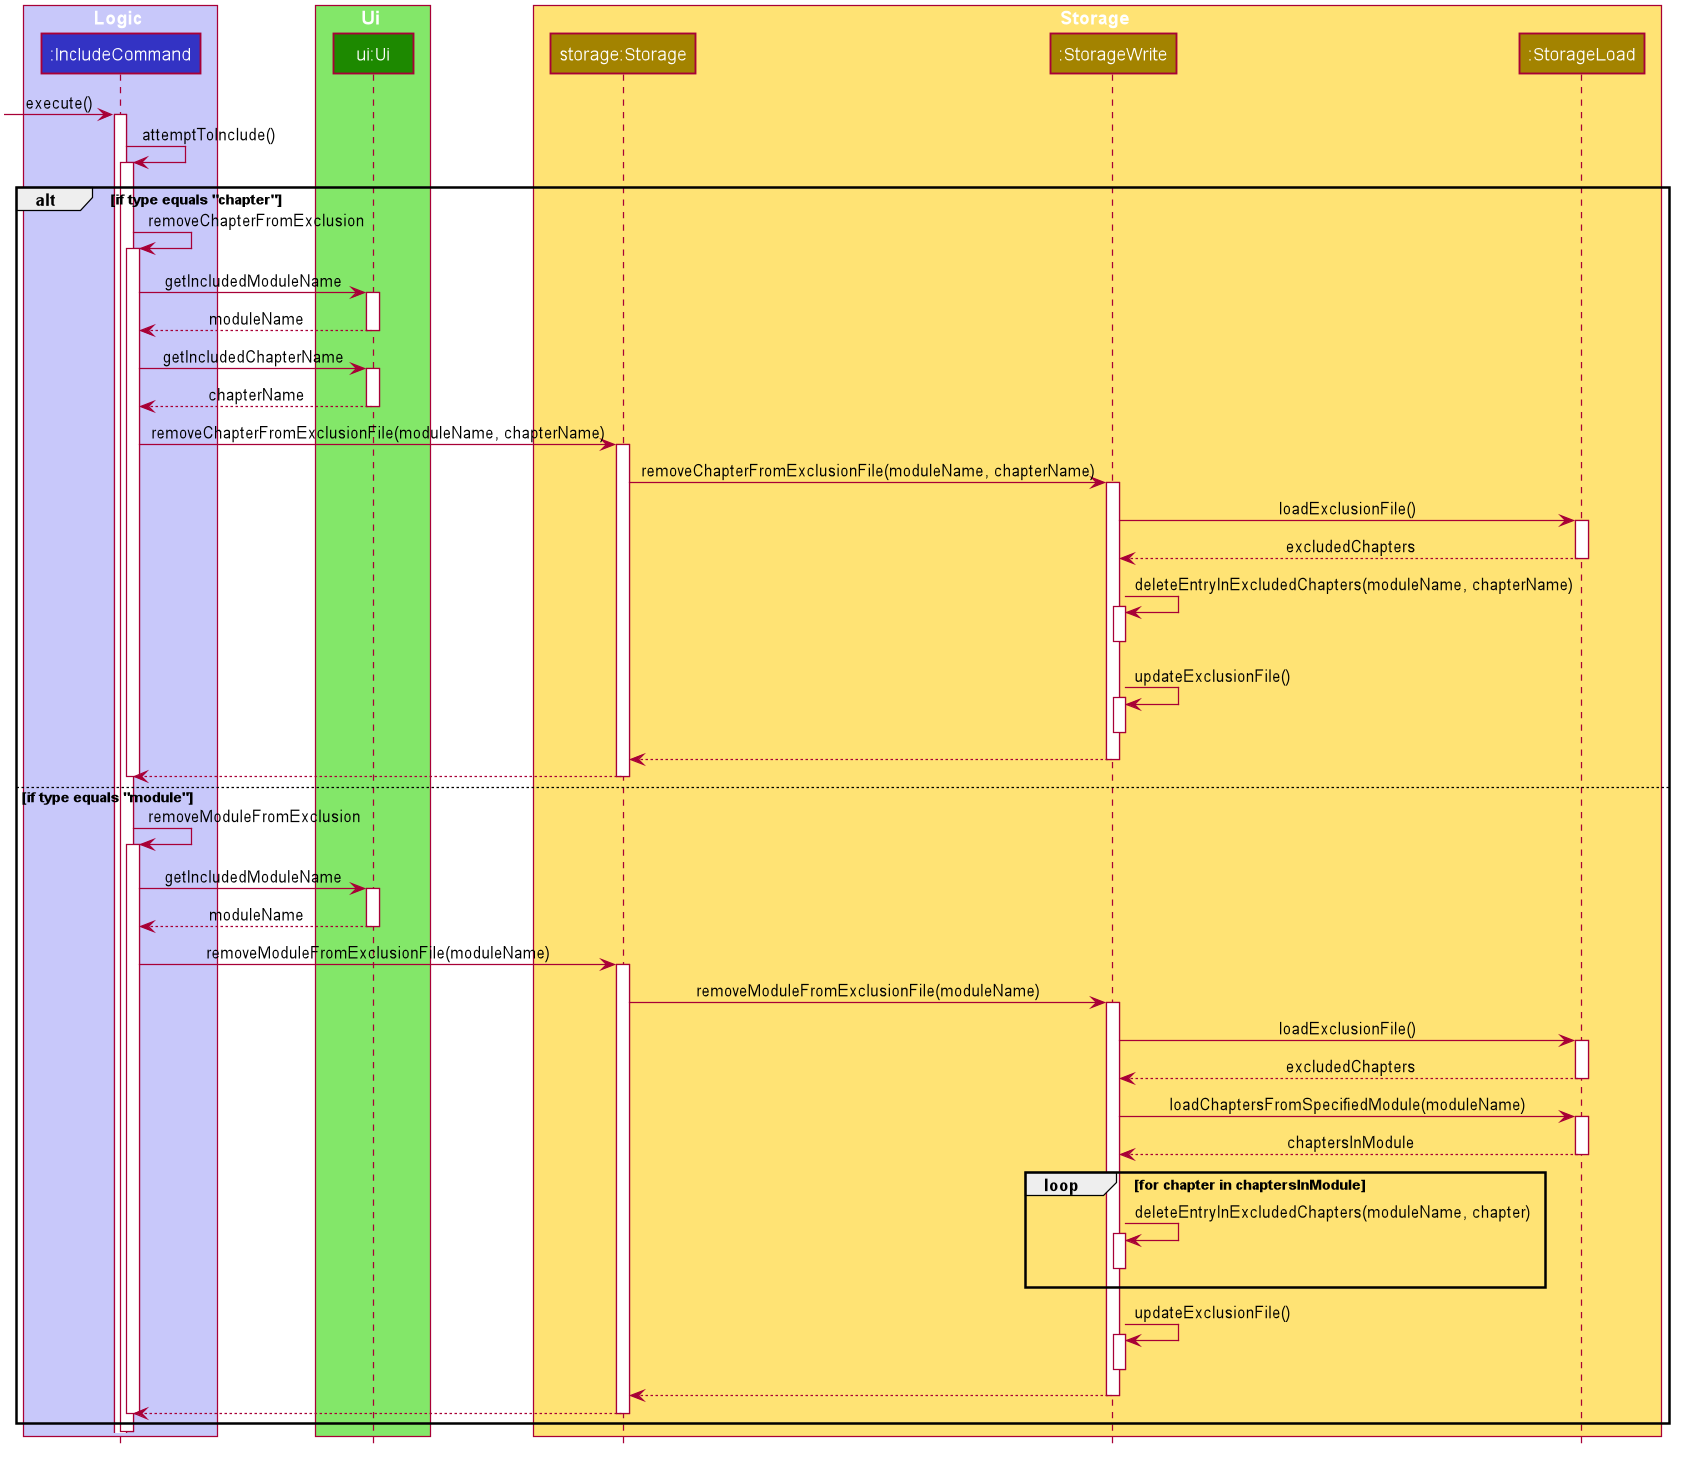 Logic
Ui
Storage
:IncludeCommand
ui:Ui
storage:Storage
:StorageWrite
:StorageLoad
execute()
attemptToInclude()
alt
[if type equals "chapter"]
removeChapterFromExclusion
getIncludedModuleName
moduleName
getIncludedChapterName
chapterName
removeChapterFromExclusionFile(moduleName, chapterName)
removeChapterFromExclusionFile(moduleName, chapterName)
loadExclusionFile()
excludedChapters
deleteEntryInExcludedChapters(moduleName, chapterName)
updateExclusionFile()
[if type equals "module"]
removeModuleFromExclusion
getIncludedModuleName
moduleName
removeModuleFromExclusionFile(moduleName)
removeModuleFromExclusionFile(moduleName)
loadExclusionFile()
excludedChapters
loadChaptersFromSpecifiedModule(moduleName)
chaptersInModule
loop
[for chapter in chaptersInModule]
deleteEntryInExcludedChapters(moduleName, chapter)
updateExclusionFile()